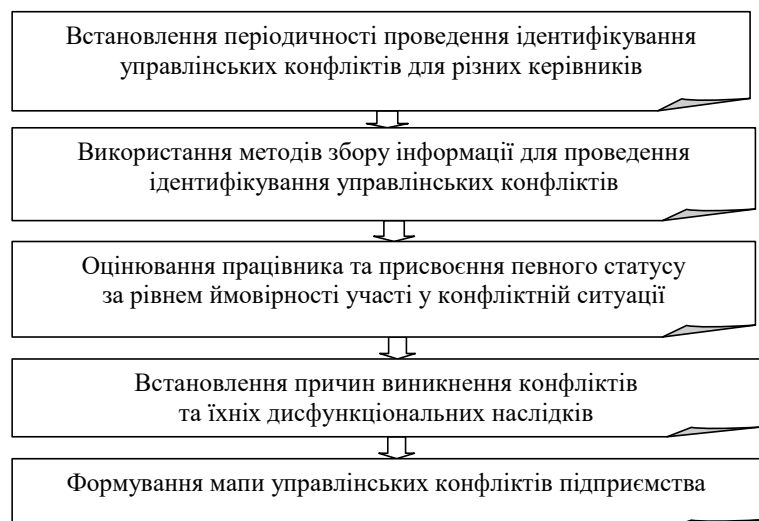 Встановлення періодичності проведення ідентифікування
управлінських конфліктів для різних керівників
Використання методів збору інформації для проведення
ідентифікування управлінських конфліктів
Оцінювання працівника та присвоєння певного статусу
за рівнем ймовірності участі у конфліктній ситуації
Встановлення причин виникнення конфліктів
та їхніх дисфункціональних наслідків
Формування мапи управлінських конфліктів підприємства